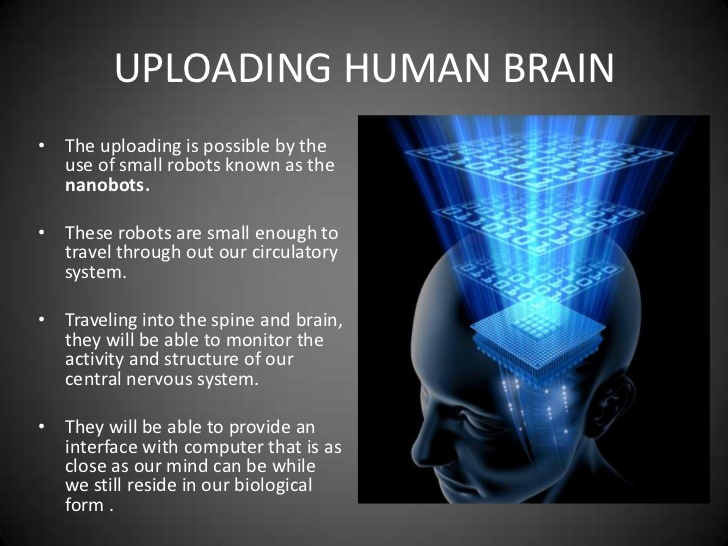 UPLOADING HUMAN BRAIN
• The uploading is possible by the
use of small robots known as the
nanobots.
• These robots are small enough to
travel through out our circulatory
system.
• Traveling into the spine and brain,
they will be able to monitor the
activity and structure of our
central nervous system.
• They will be able to provide an
interface with computer that is as
close as our mind can be while
we still reside in our biological
form .